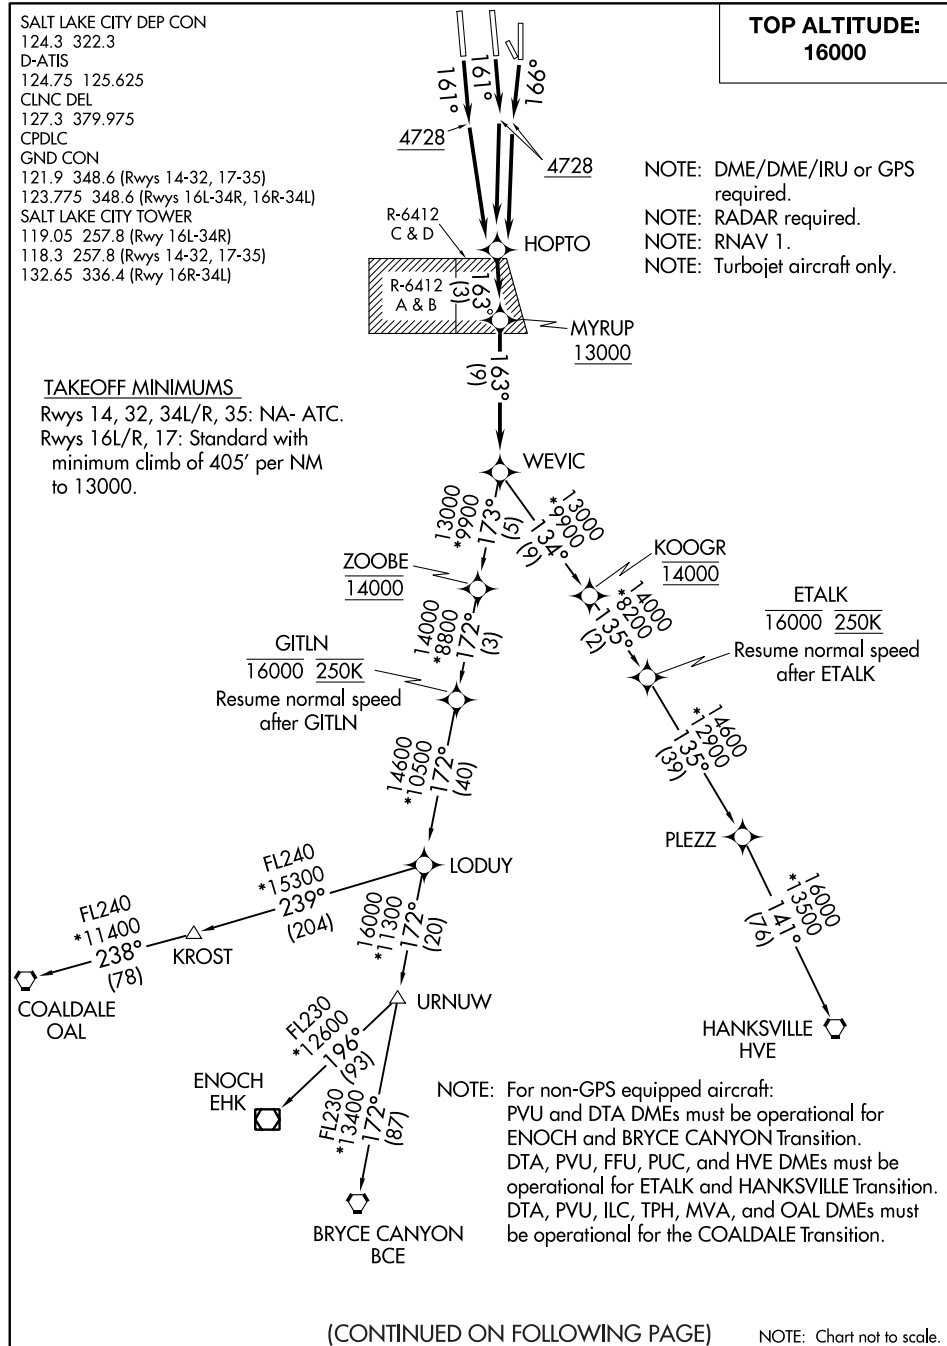 SALT LAKE CITY DEP CON
124.3 322.3
D-ATIS
124.75 125.625
CLNC DEL
127.3 379.975
CPDLC
GND CON
121.9 348.6 (Rwys 14-32, 17-35)
123.775 348.6 (Rwys 16L-34R, 16R-34L)
SALT LAKE CITY TOWER
119.05 257.8 (Rwy 16L-34R)
118.3 257.8 (Rwys 14-32, 17-35)
132.65 336.4 (Rwy 16R-34L)
TOP ALTITUDE:
16000
161°
161°
166°
4728
4728
NOTE: DME/DME/IRU or GPS
required.
NOTE: RADAR required.
NOTE: RNAV 1.
NOTE: Turbojet aircraft only.
R-6412
C & D
HOPTO
R-6412
A & B
163°
(3)
MYRUP
13000
163°
(9)
TAKEOFF MINIMUMS
Rwys 14, 32, 34L/R, 35: NA- ATC.
Rwys 16L/R, 17: Standard with
minimum climb of 405' per NM
to 13000.
WEVIC
13000
*9900
173°
(5)
13000
*9900
134°
(9)
ZOOBE
14000
KOOGR
14000
14000
*8800
172°
(3)
14000
*8200
135°
(2)
GITLN
16000 250K
Resume normal speed
after GITLN
ETALK
16000 250K
Resume normal speed
after ETALK
14600
*10500
172°
(40)
14600
*12900
135°
(39)
PLEZZ
LODUY
FL240
*15300
239°
(204)
FL240
*11400
238°
(78)
KROST
COALDALE
OAL
16000
*11300
172°
(20)
16000
*13500
141°
(76)
URNUW
HANKSVILLE
HVE
FL230
*12600
196°
(93)
ENOCH
EHK
FL230
*13400
172°
(87)
BRYCE CANYON
BCE
NOTE: For non-GPS equipped aircraft:
PVU and DTA DMEs must be operational for
ENOCH and BRYCE CANYON Transition.
DTA, PVU, FFU, PUC, and HVE DMEs must be
operational for ETALK and HANKSVILLE Transition.
DTA, PVU, ILC, TPH, MVA, and OAL DMEs must
be operational for the COALDALE Transition.
(CONTINUED ON FOLLOWING PAGE)
NOTE: Chart not to scale.